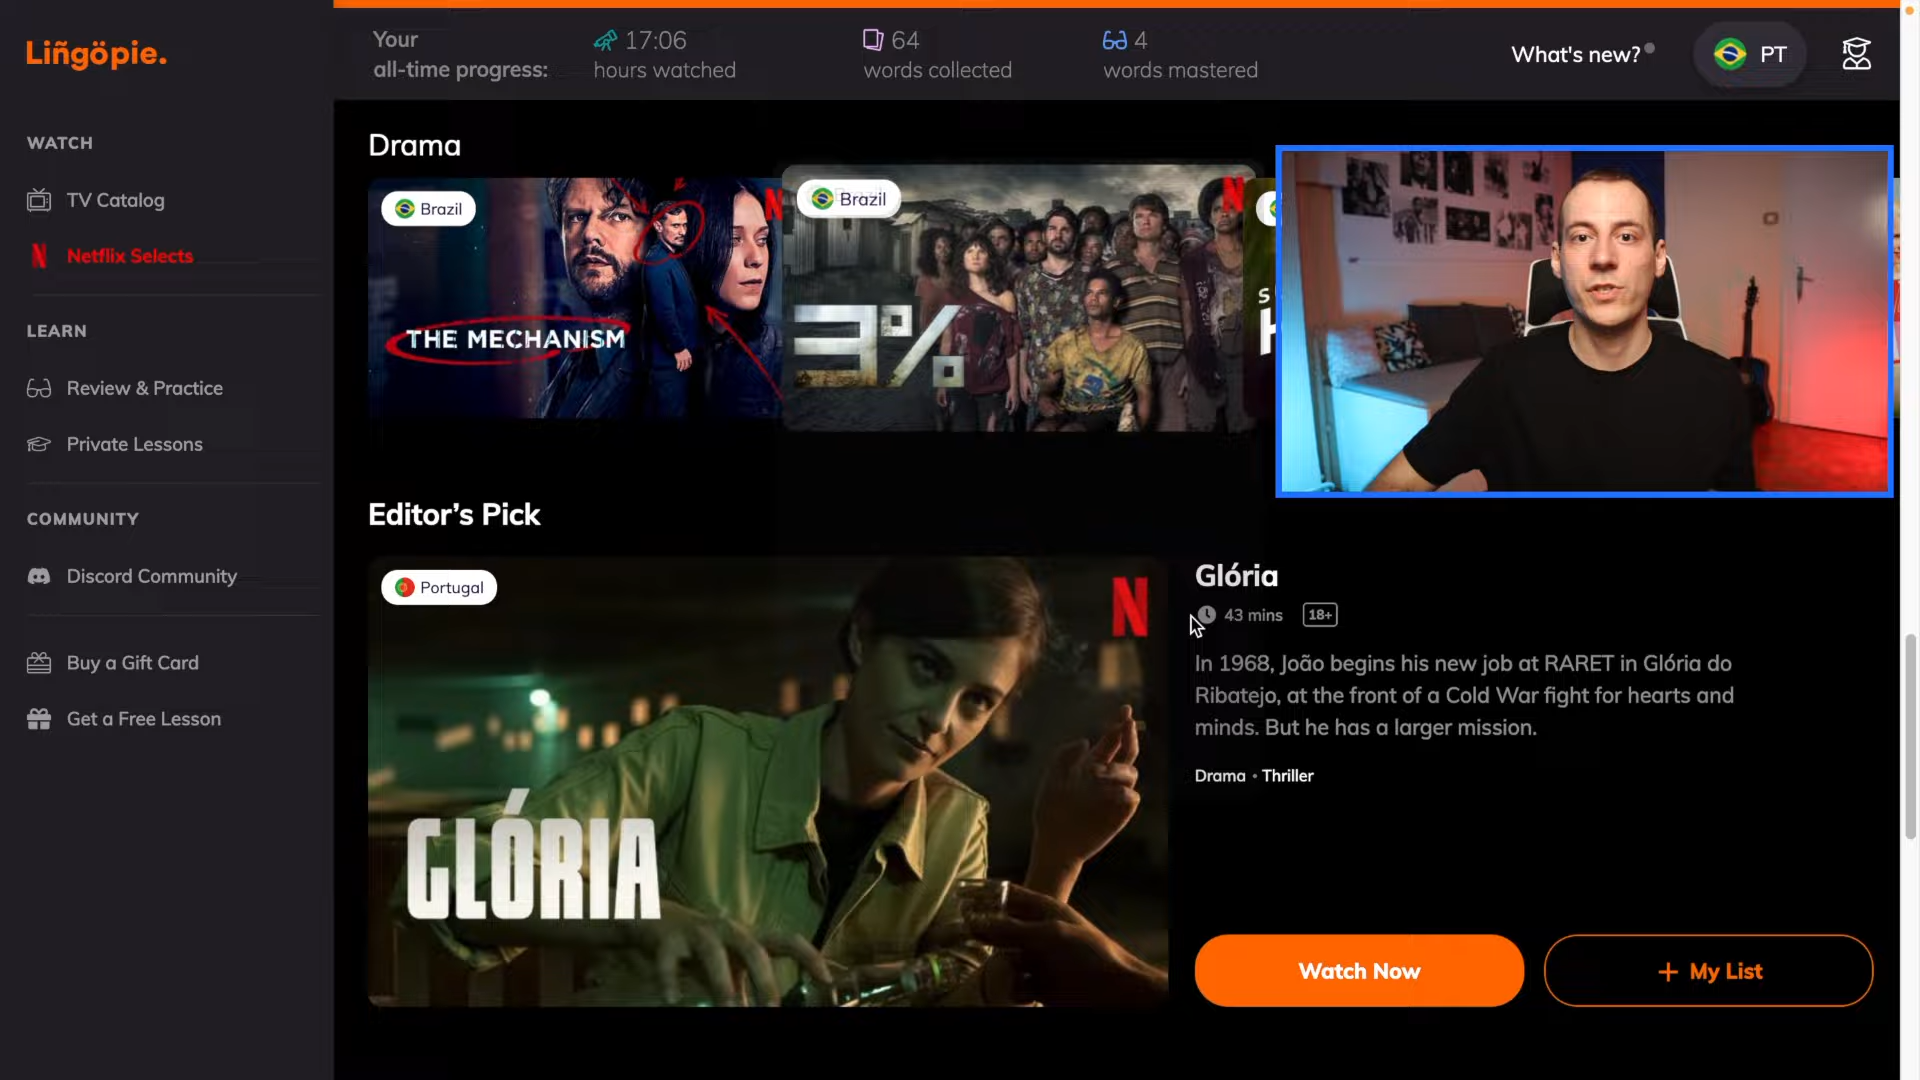 Liñgöpie.
Your
all-time progress:
17:06
hours watched
64
words collected
4
words mastered
What's new?
PT
WATCH
TV Catalog
Netflix Selects
LEARN
Review & Practice
Private Lessons
COMMUNITY
Discord Community
Buy a Gift Card
Get a Free Lesson
Drama
Brazil
N
THE MECHANISM
Brazil
N
3%
Editor's Pick
Portugal
N
GLÓRIA
Glória
43 mins
18+
In 1968, João begins his new job at RARET in Glória do
Ribatejo, at the front of a Cold War fight for hearts and
minds. But he has a larger mission.
Drama • Thriller
Watch Now
+ My List